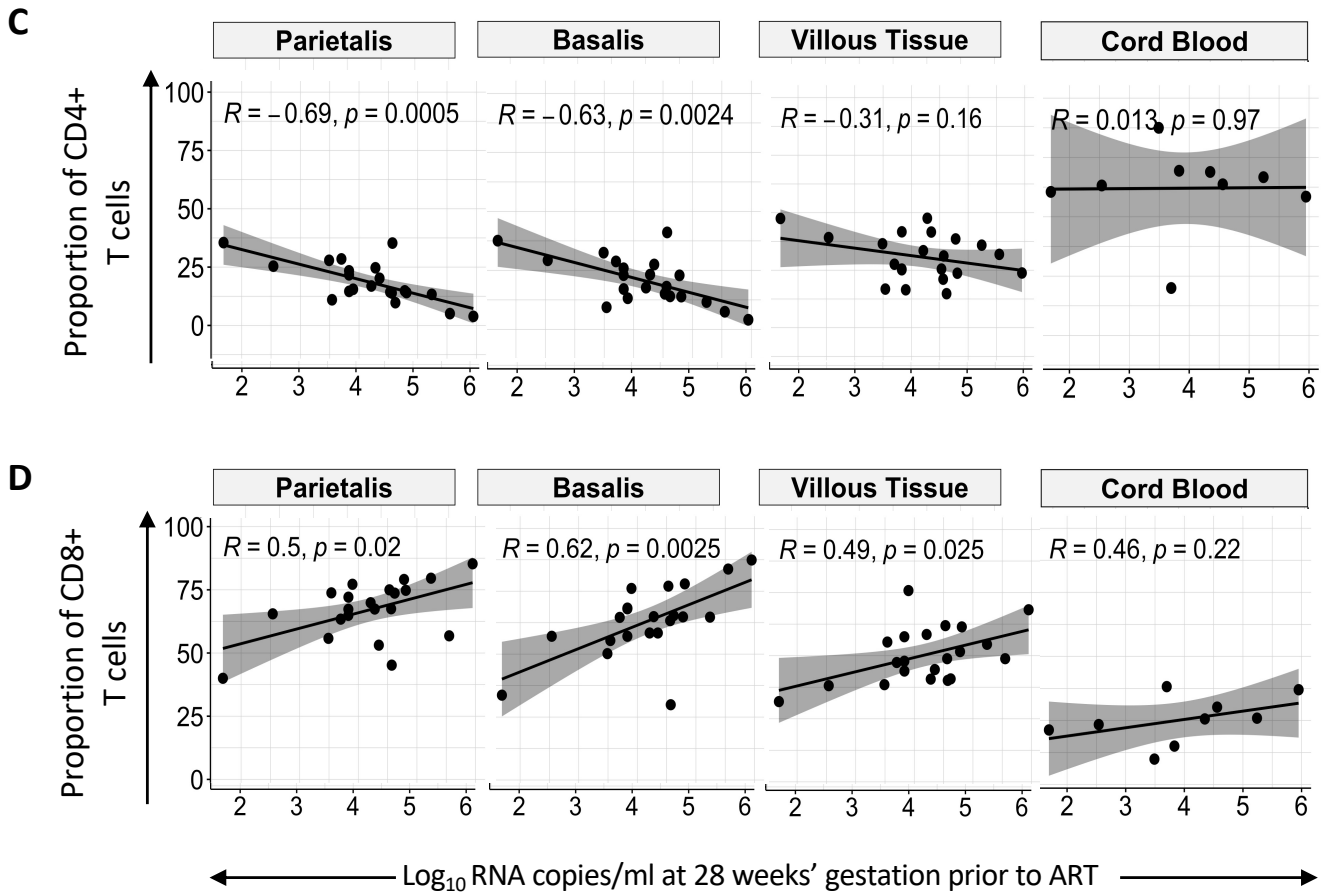 C
Parietalis Basalis Villous Tissue Cord Blood
R = −0.69, p = 0.0005 R = −0.63, p = 0.0024 R = −0.31, p = 0.16 R = 0.013, p = 0.97
Proportion of CD4+
T cells
100
75
50
25
0
2 3 4 5 6 2 3 4 5 6 2 3 4 5 6 2 3 4 5 6
D
Parietalis Basalis Villous Tissue Cord Blood
R = 0.5, p = 0.02 R = 0.62, p = 0.0025 R = 0.49, p = 0.025 R = 0.46, p = 0.22
Proportion of CD8+
T cells
100
75
50
25
0
2 3 4 5 6 2 3 4 5 6 2 3 4 5 6 2 3 4 5 6
Log₁₀ RNA copies/ml at 28 weeks’ gestation prior to ART